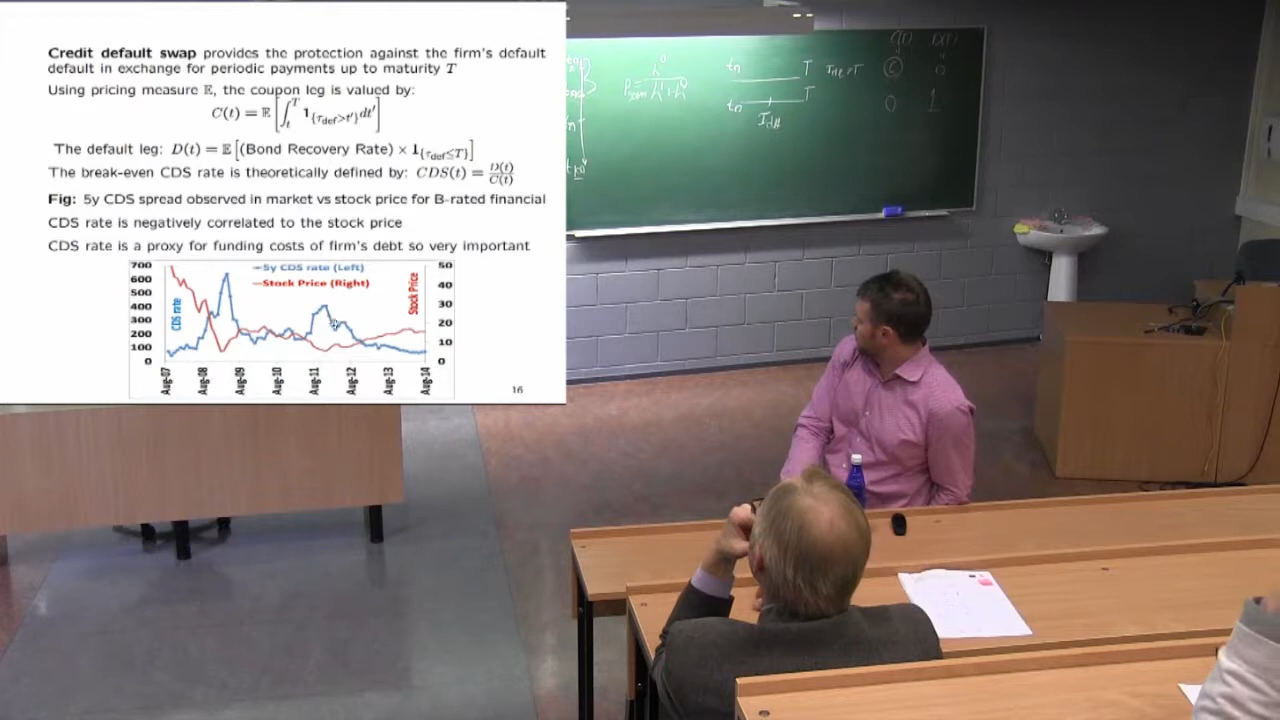 Credit default swap provides the protection against the firm's default
default in exchange for periodic payments up to maturity T
Using pricing measure 𝔼, the coupon leg is valued by:
C(t) = 𝔼[∫_t^T 1_{τ_def>t'} dt']
The default leg: D(t) = 𝔼[(Bond Recovery Rate) × 1_{τ_def≤T}]
The break-even CDS rate is theoretically defined by: CDS(t) = D(t)/C(t)
Fig: 5y CDS spread observed in market vs stock price for B-rated financial
CDS rate is negatively correlated to the stock price
CDS rate is a proxy for funding costs of firm's debt so very important
700
600
500
400
300
200
100
0
CDS rate
5y CDS rate (Left)
Stock Price (Right)
Stock Price
50
40
30
20
10
0
Aug-07
Aug-08
Aug-09
Aug-10
Aug-11
Aug-12
Aug-13
Aug-14
16
C(T) D(T)
tn T
0
tn T
0 1